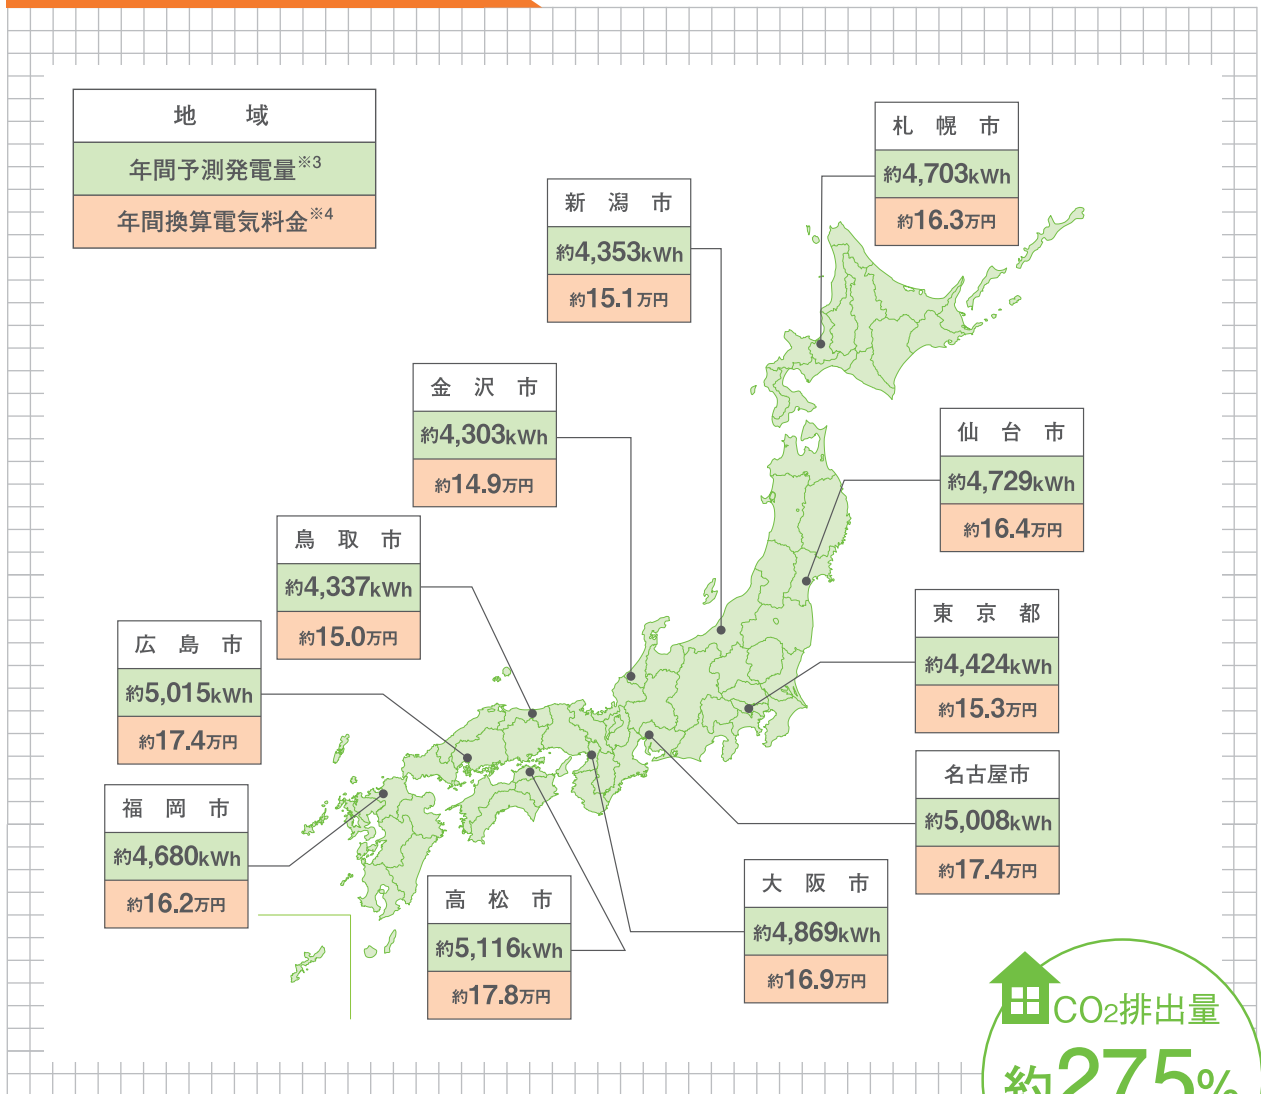 地　域
年間予測発電量※3
年間換算電気料金※4
札幌市
約4,703kWh
約16.3万円
新潟市
約4,353kWh
約15.1万円
金沢市
約4,303kWh
約14.9万円
仙台市
約4,729kWh
約16.4万円
鳥取市
約4,337kWh
約15.0万円
東京都
約4,424kWh
約15.3万円
広島市
約5,015kWh
約17.4万円
名古屋市
約5,008kWh
約17.4万円
福岡市
約4,680kWh
約16.2万円
高松市
約5,116kWh
約17.8万円
大阪市
約4,869kWh
約16.9万円
CO2排出量
約275%